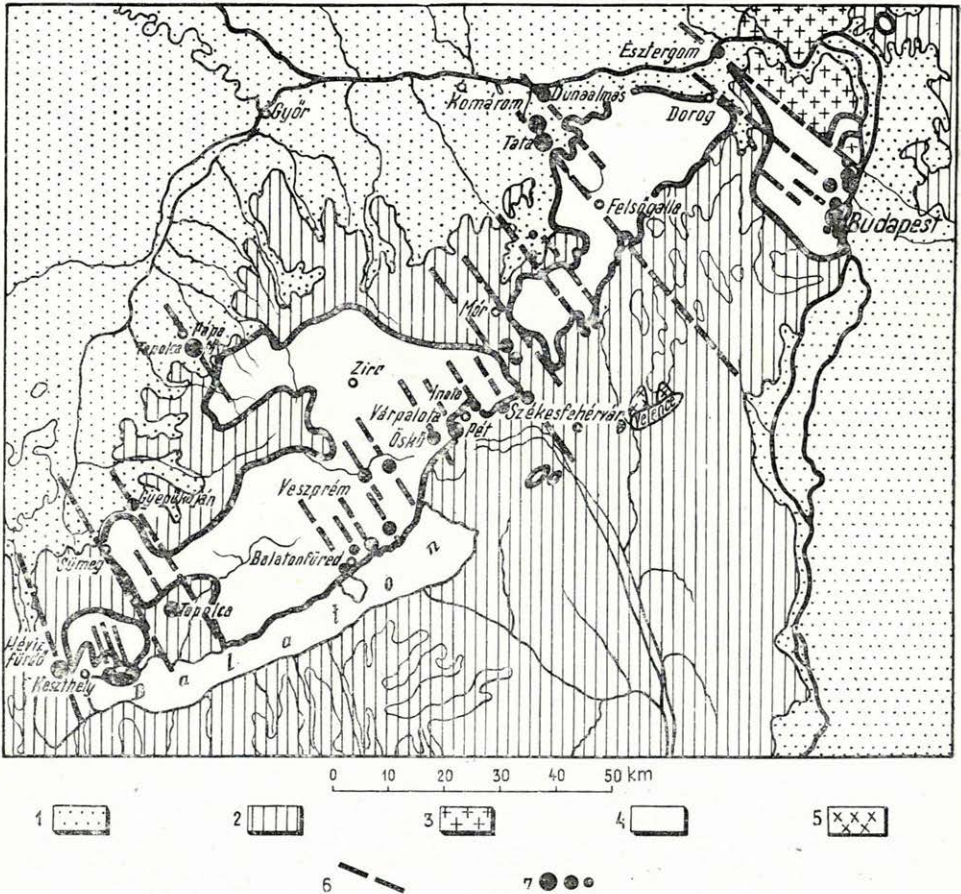 Esztergom
Komárom
Dunaalmás
Győr
Dorog
Tata
Felsőgalla
Budapest
Mór
Pápa
Tapolca
Zirc
Inota
Várpalota
Székesfehérvár
Velence
Öskü
Pét
Gyepükaján
Veszprém
Sümeg
Balatonfüred
Tapolca
Hévíz
fürdő
Keszthely
B a l a t o n
0 10 20 30 40 50 km
1 2 3 4 5
6 7